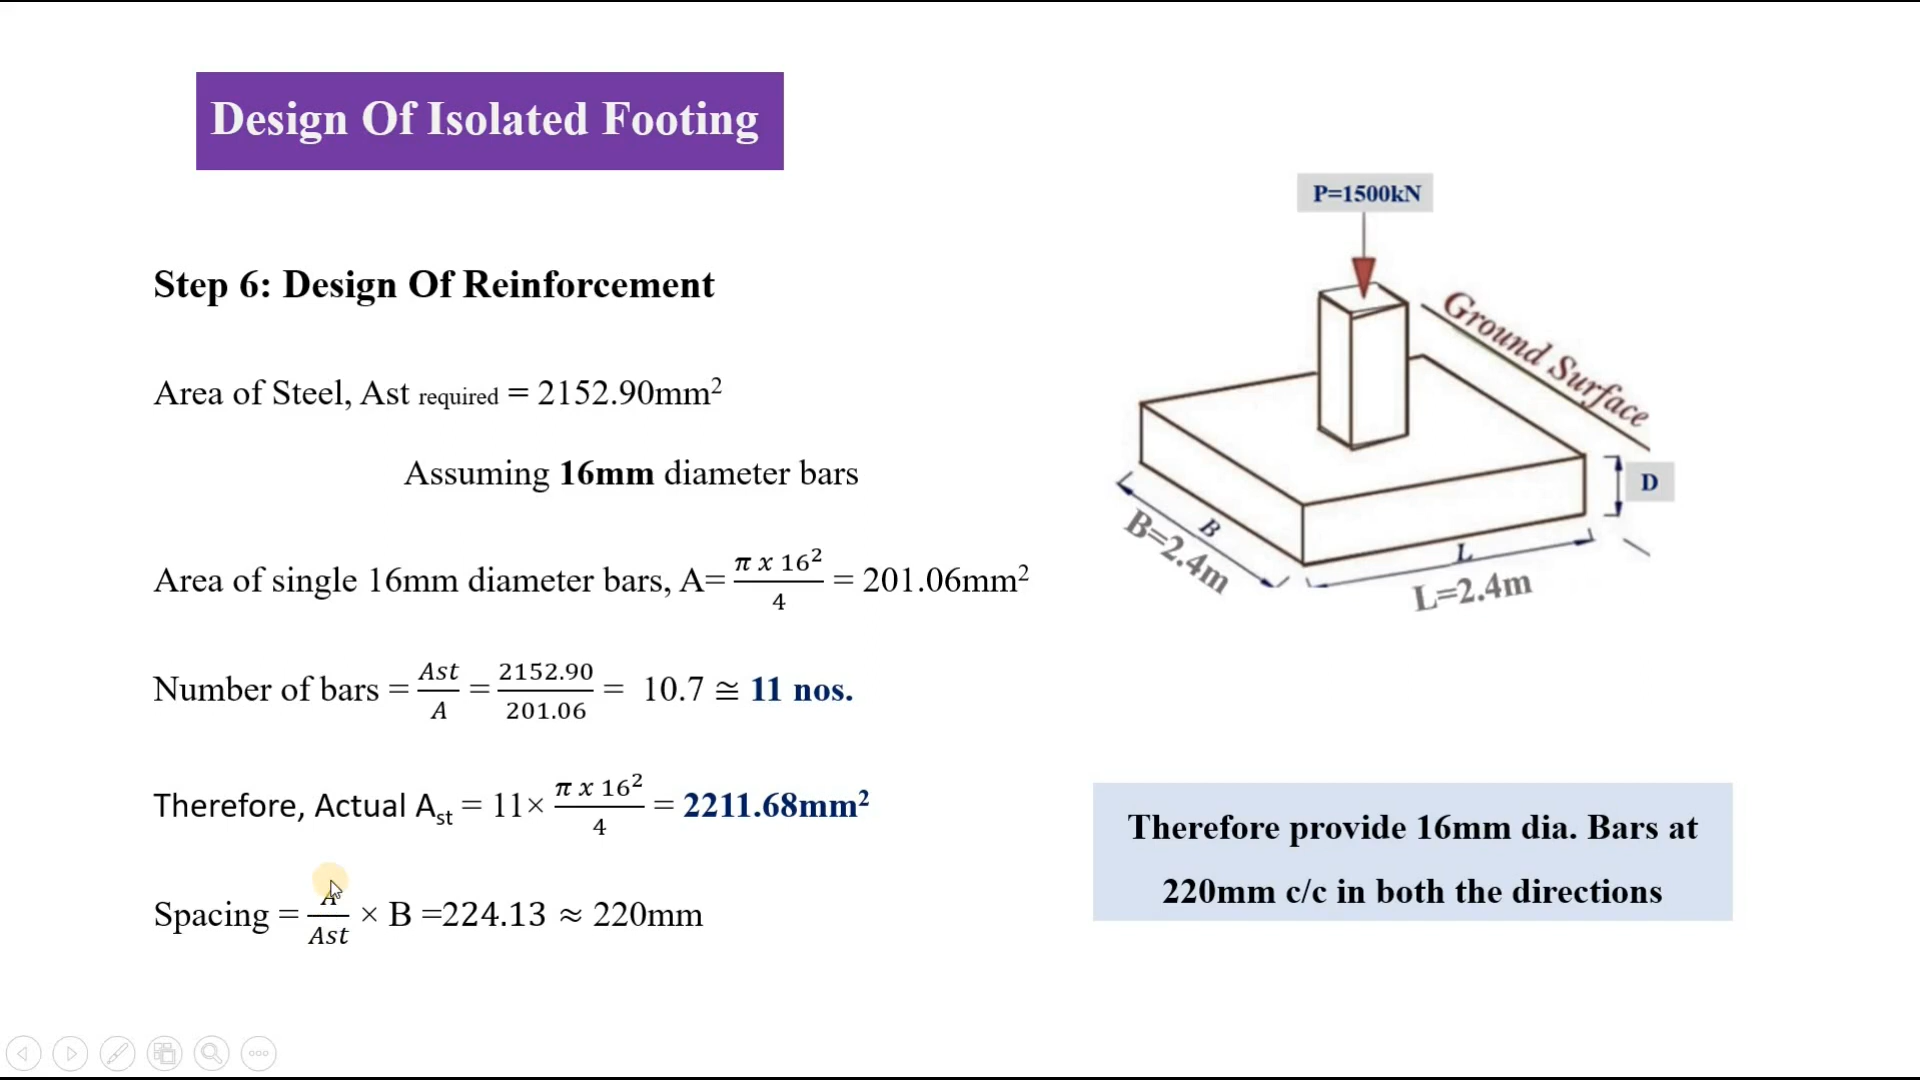 Design Of Isolated Footing
P=1500kN
Step 6: Design Of Reinforcement
Ground Surface
Area of Steel, Ast required = 2152.90mm²
Assuming 16mm diameter bars
D
B
B=2.4m
L
L=2.4m
Area of single 16mm diameter bars, A= π x 16²/4 = 201.06mm²
Number of bars = Ast/A = 2152.90/201.06 = 10.7 ≅ 11 nos.
Therefore, Actual Ast = 11× π x 16²/4 = 2211.68mm²
Therefore provide 16mm dia. Bars at
220mm c/c in both the directions
Spacing = A/Ast × B =224.13 ≈ 220mm